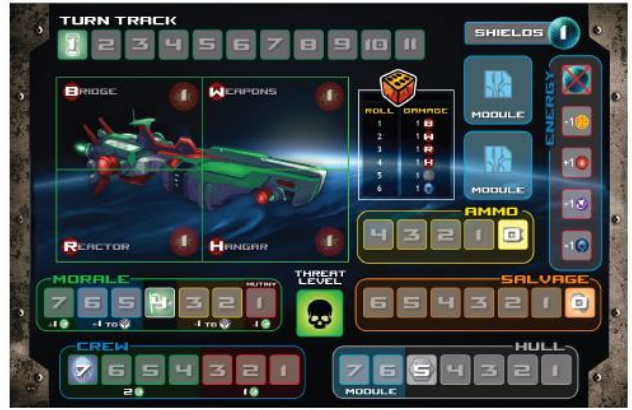 TURN TRACK
1 2 3 4 5 6 7 8 9 10 11
SHIELDS 1
BRIDGE
WEAPONS
REACTOR
HANGAR
ROLL DAMAGE
1 1 B
2 1 W
3 1 R
4 1 H
5 1
6 1
MODULE
MODULE
ENERGY
-1
+1
-1
-1
AMMO
4 3 2 1 0
MORALE
MUTINY
7 6 5 4 3 2 1
+1
+1 TO
-1 TO
-1
THREAT
LEVEL
SALVAGE
6 5 4 3 2 1 0
CREW
7 6 5 4 3 2 1
2
1
HULL
7 6 5 4 3 2 1
MODULE